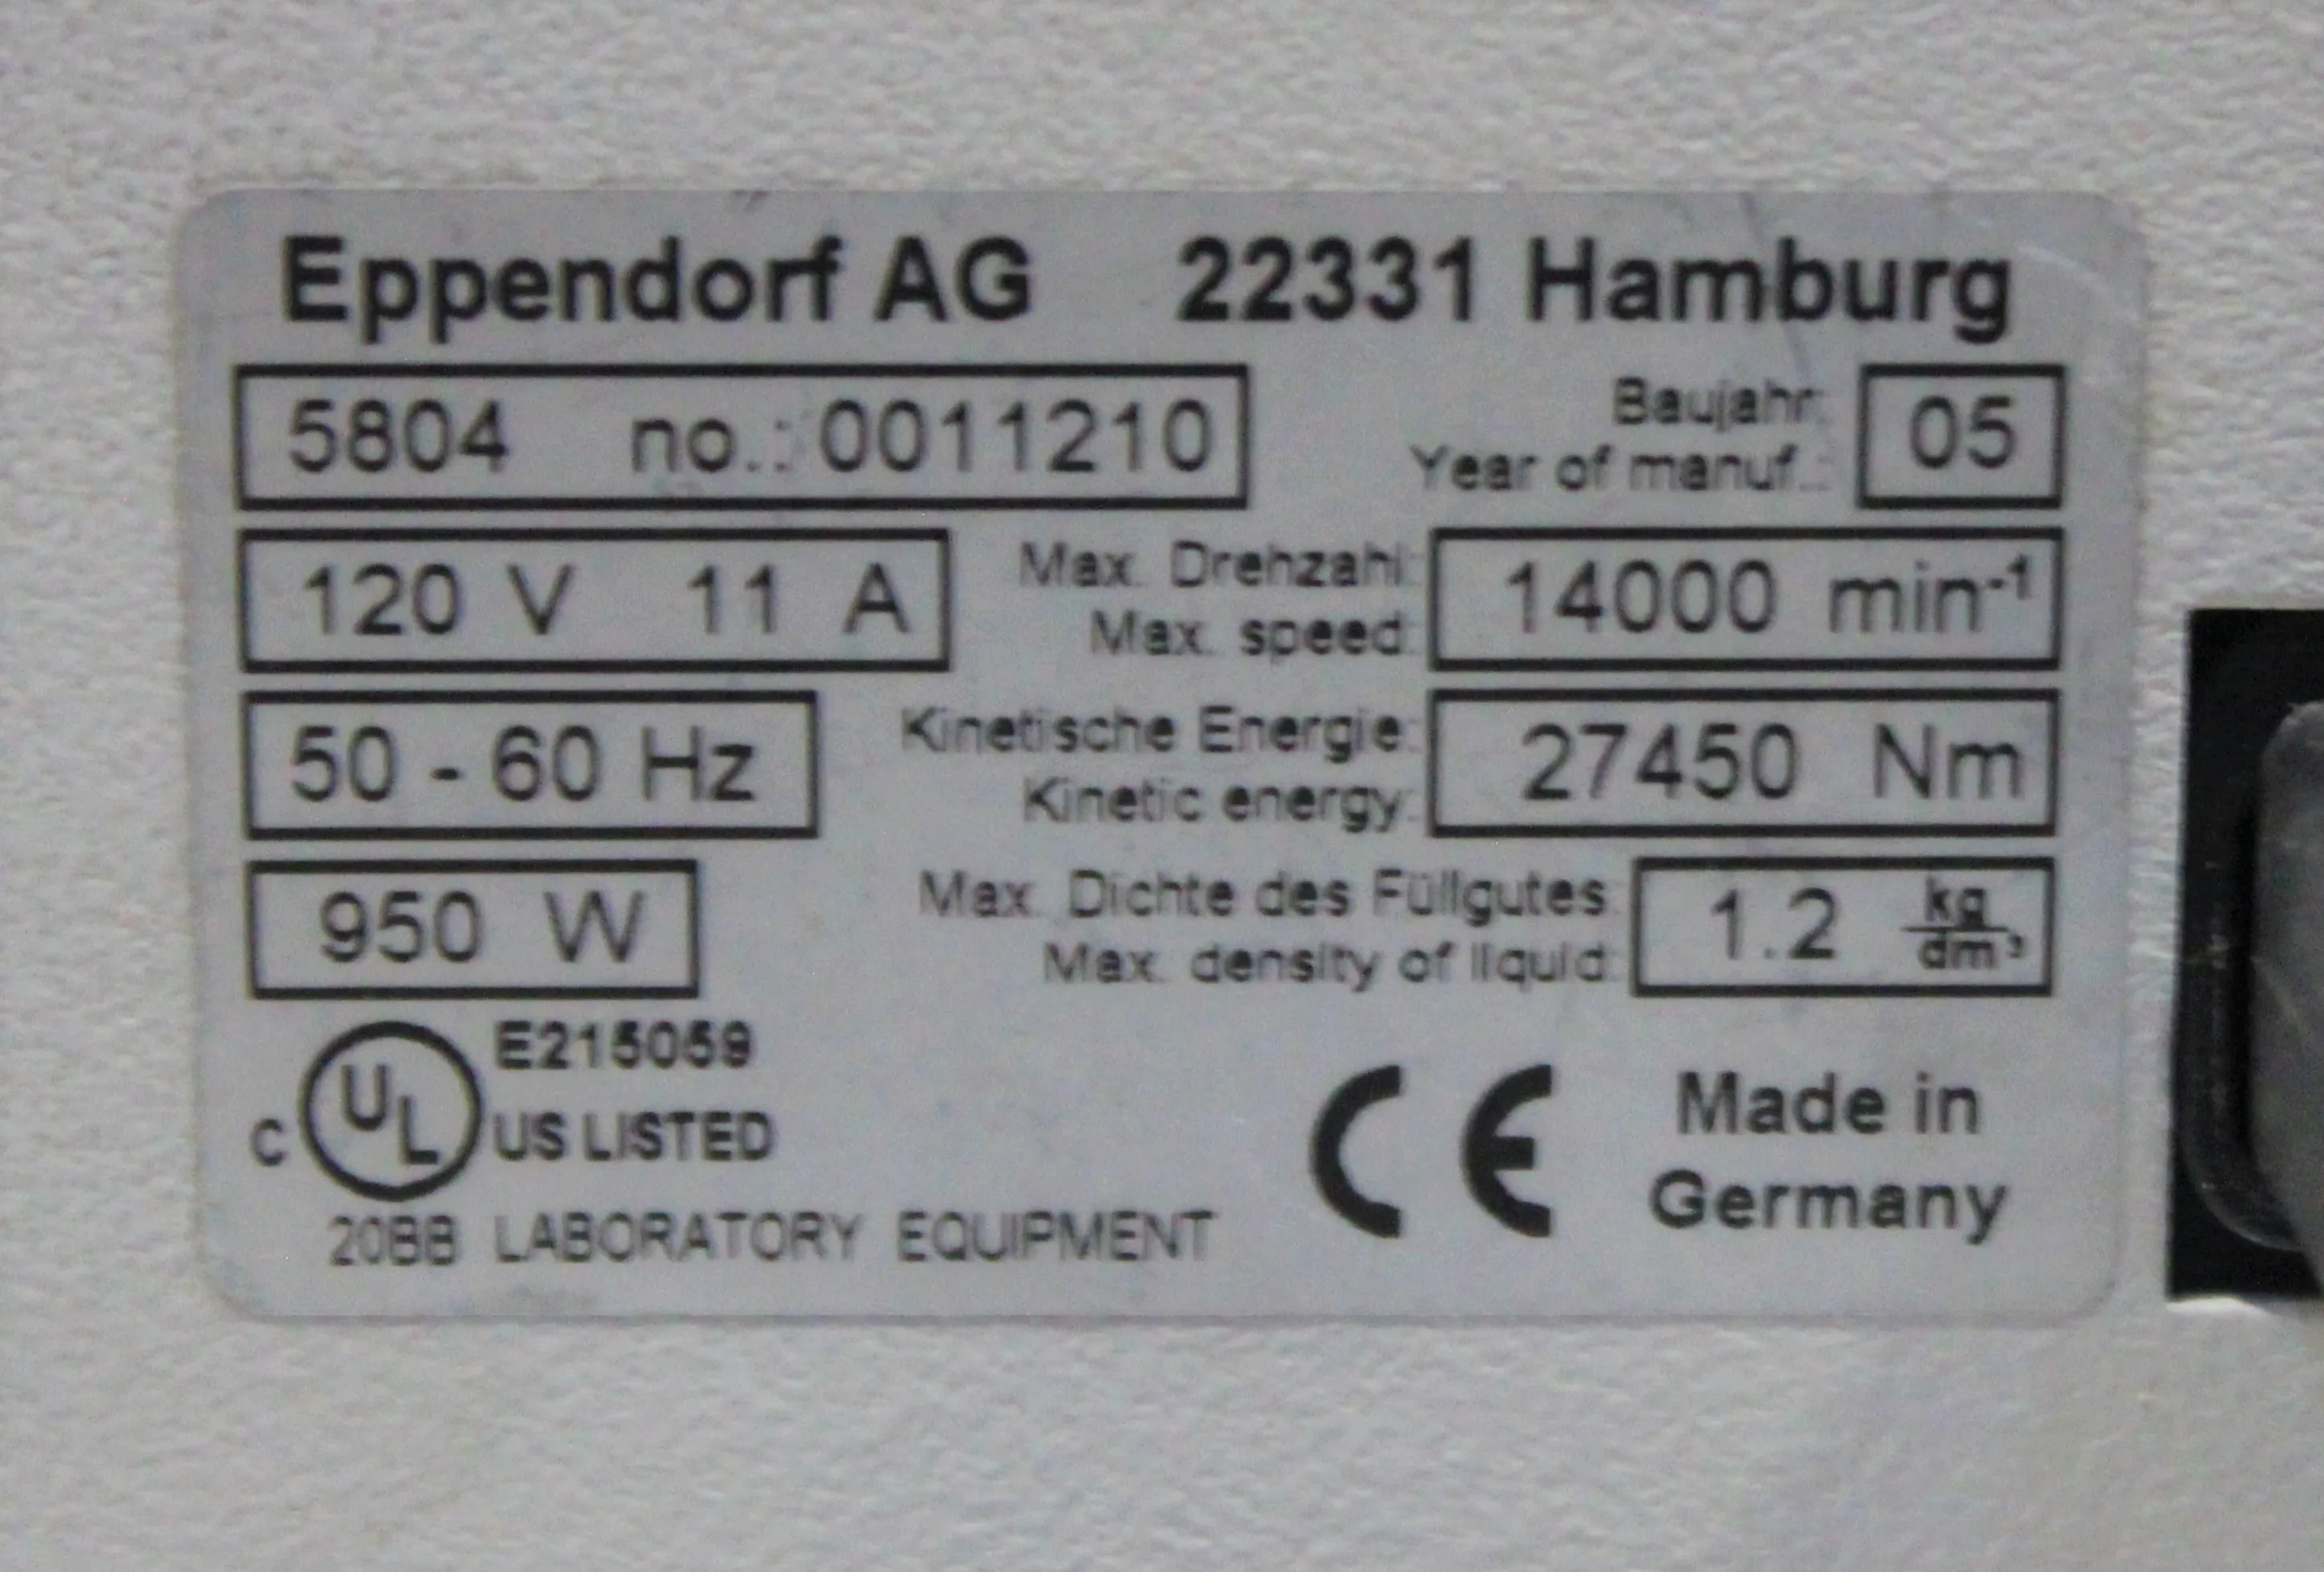 Eppendorf AG 22331 Hamburg
5804 no.: 0011210
Baujahr:
Year of manuf.: 05
120 V 11 A
Max. Drehzahl:
Max. speed: 14000 min⁻¹
50 - 60 Hz
Kinetische Energie:
Kinetic energy: 27450 Nm
950 W
Max. Dichte des Füllgutes:
Max. density of liquid: 1.2 kg/dm³
E215059
C UL US LISTED
20BB LABORATORY EQUIPMENT
CE
Made in
Germany